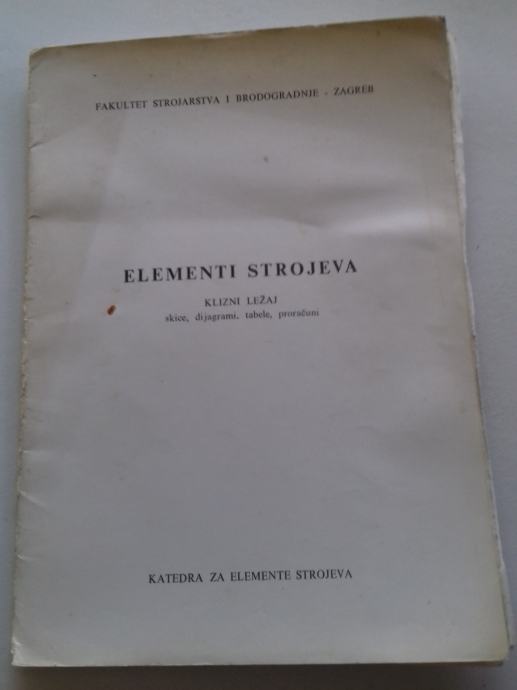 FAKULTET STROJARSTVA I BRODOGRADNJE - ZAGREB
ELEMENTI STROJEVA
KLIZNI LEŽAJ
skice, dijagrami, tabele, proračuni
KATEDRA ZA ELEMENTE STROJEVA